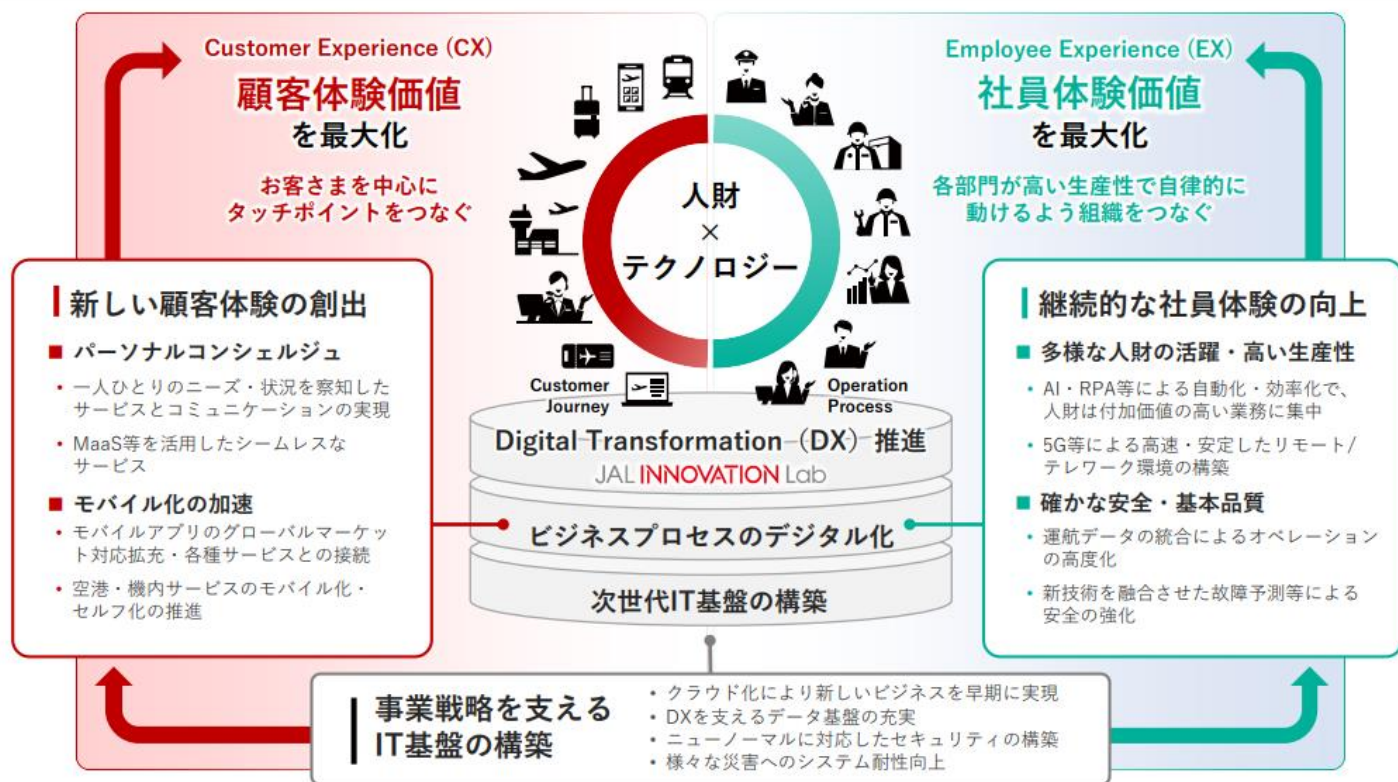 Customer Experience (CX)
顧客体験価値
を最大化
お客さまを中心に
タッチポイントをつなぐ
Employee Experience (EX)
社員体験価値
を最大化
各部門が高い生産性で自律的に
動けるよう組織をつなぐ
人財
×
テクノロジー
Customer
Journey
Operation
Process
新しい顧客体験の創出
■ パーソナルコンシェルジュ
• 一人ひとりのニーズ・状況を察知した
サービスとコミュニケーションの実現
• MaaS等を活用したシームレスな
サービス
■ モバイル化の加速
• モバイルアプリのグローバルマーケッ
ト対応拡充・各種サービスとの接続
• 空港・機内サービスのモバイル化・
セルフ化の推進
Digital Transformation（DX）推進
JAL INNOVATION Lab
ビジネスプロセスのデジタル化
次世代IT基盤の構築
継続的な社員体験の向上
■ 多様な人財の活躍・高い生産性
• AI・RPA等による自動化・効率化で、
人財は付加価値の高い業務に集中
• 5G等による高速・安定したリモート/
テレワーク環境の構築
■ 確かな安全・基本品質
• 運航データの統合によるオペレーション
の高度化
• 新技術を融合させた故障予測等による
安全の強化
事業戦略を支える
IT基盤の構築
• クラウド化により新しいビジネスを早期に実現
• DXを支えるデータ基盤の充実
• ニューノーマルに対応したセキュリティの構築
• 様々な災害へのシステム耐性向上